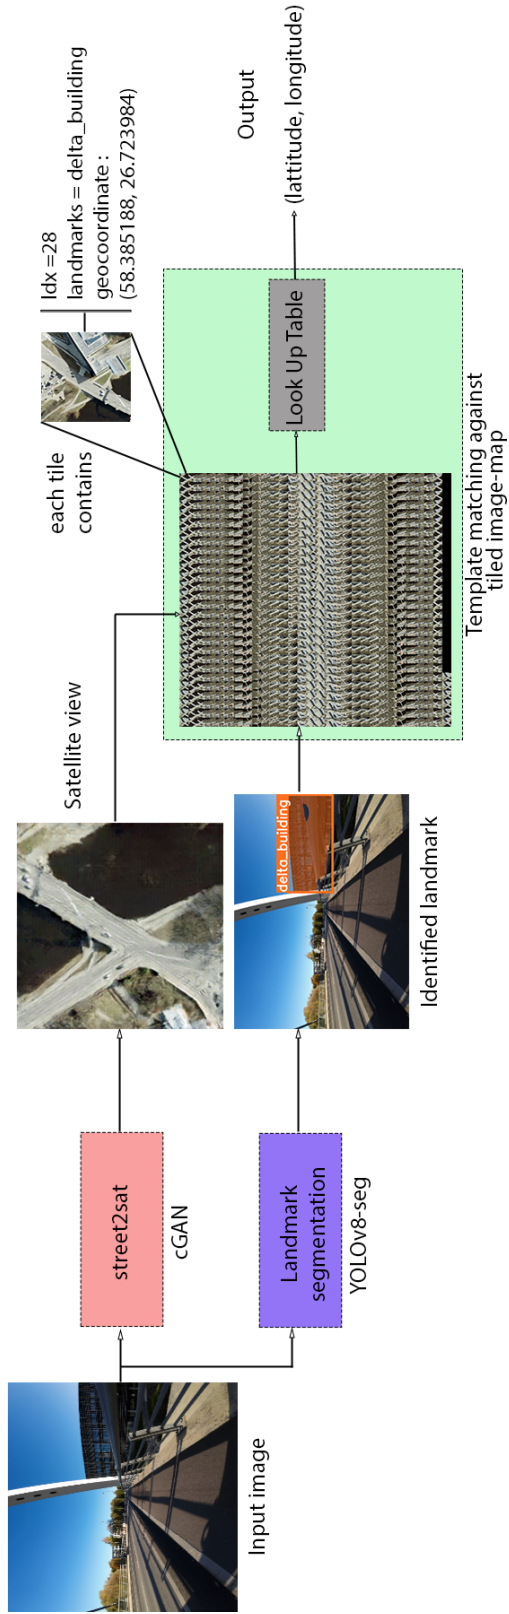 Input image
street2sat
cGAN
Landmark
segmentation
YOLOv8-seg
Satellite view
delta_building
Identified landmark
each tile
contains
Idx =28
landmarks = delta_building
geocoordinate :
(58.385188, 26.723984)
Look Up Table
Template matching against
tiled image-map
Output
(lattitude, longitude)